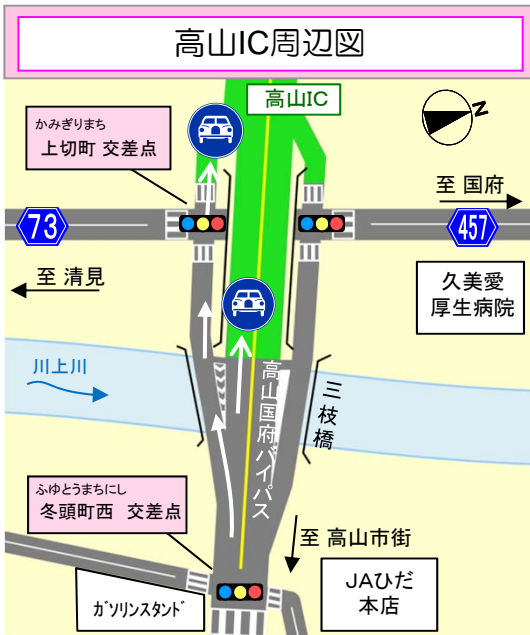 高山IC周辺図
高山IC
N
かみぎりまち
上切町 交差点
至 国府
73
457
至 清見
久美愛
厚生病院
川上川
高山国府バイパス
三枝橋
ふゆとうまちにし
冬頭町西 交差点
至 高山市街
ガソリンスタンド
JAひだ
本店